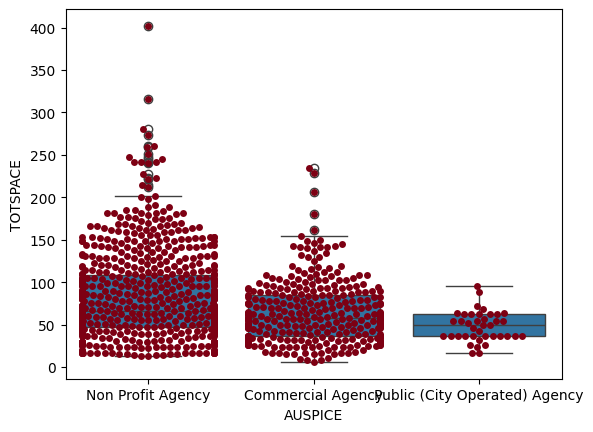 400
350
300
250
200
150
100
50
0
TOTSPACE
Non Profit Agency
Commercial Agency
Public (City Operated) Agency
AUSPICE